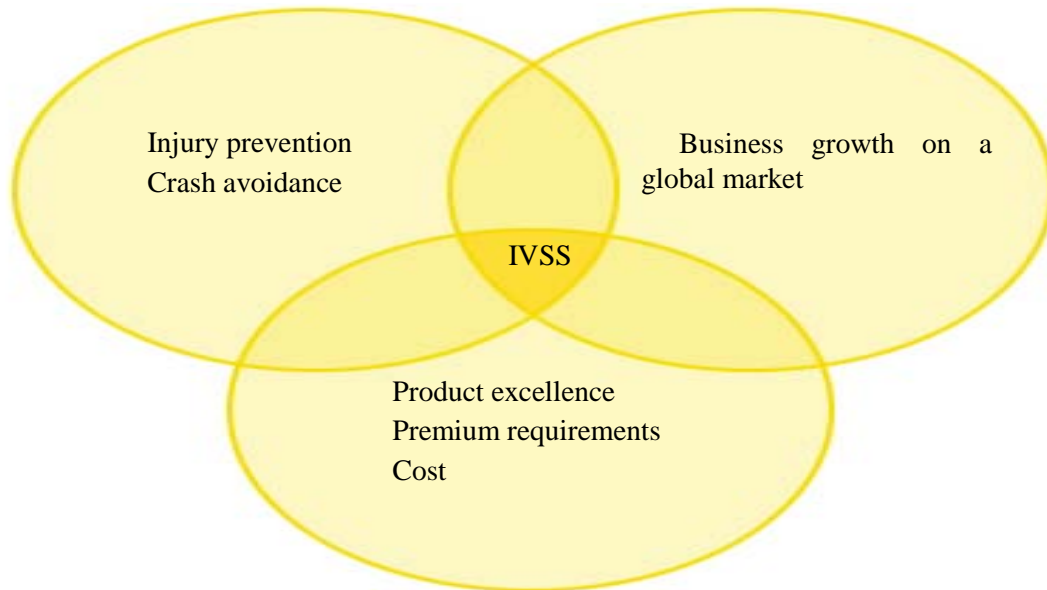 Injury prevention
Crash avoidance
Business growth on a
global market
IVSS
Product excellence
Premium requirements
Cost